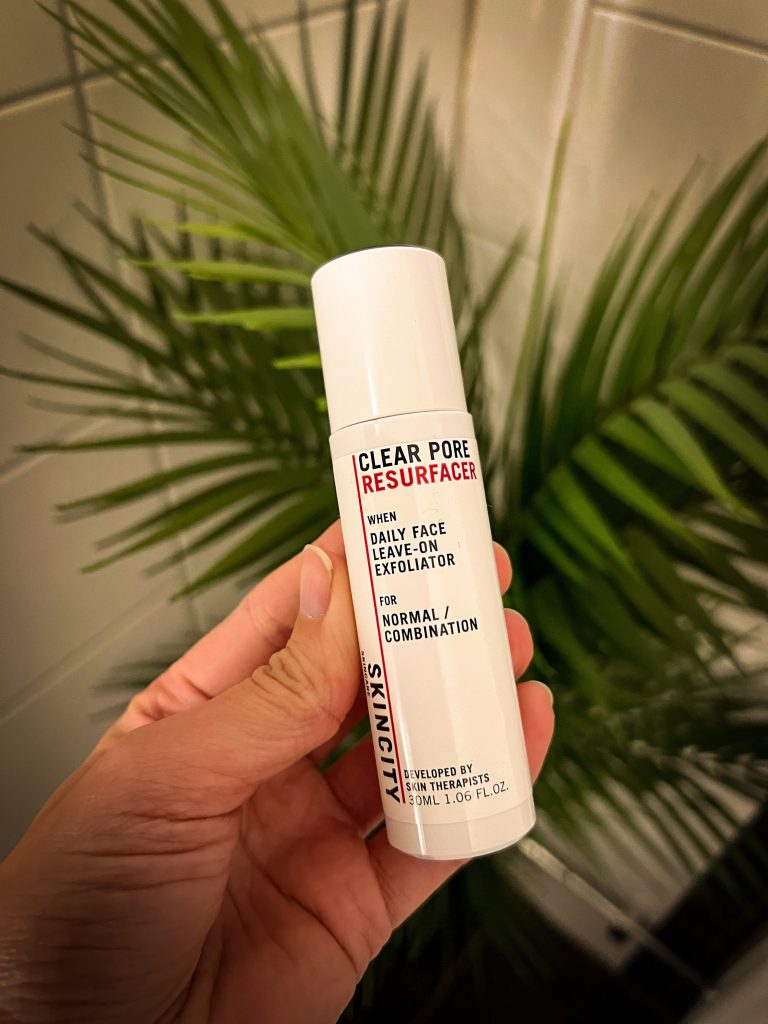 CLEAR PORE
RESURFACER
WHEN
DAILY FACE
LEAVE-ON
EXFOLIATOR
FOR
NORMAL /
COMBINATION
SKINCITY
SKINCARE
DEVELOPED BY
SKIN THERAPISTS
30ML 1.06 FL.OZ.